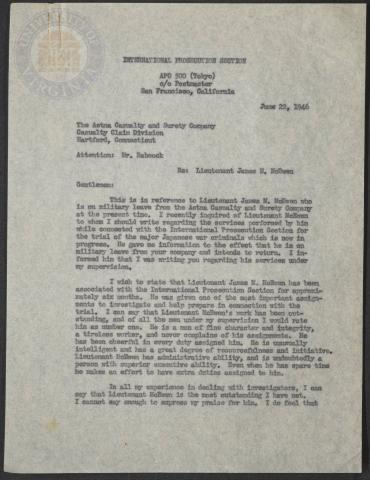 INTERNATIONAL PROSECUTION SECTION
APO 500 (Tokyo)
c/o Postmaster
San Francisco, California
June 22, 1946
The Aetna Casualty and Surety Company
Casualty Claim Division
Hartford, Connecticut
Attention: Mr. Babcock
Re: Lieutenant James M. McEwen
Gentlemen:
This is in reference to Lieutenant James M. McEwen who
is on military leave from the Aetna Casualty and Surety Company
at the present time. I recently inquired of Lieutenant McEwen
to whom I should write regarding the services performed by him
while connected with the International Prosecution Section for
the trial of the major Japanese war criminals which is now in
progress. He gave me information to the effect that he is on
military leave from your company and intends to return. I in-
formed him that I was writing you regarding his services under
my supervision.
I wish to state that Lieutenant James M. McEwen has been
associated with the International Prosecution Section for approxi-
mately six months. He was given one of the most important assign-
ments to investigate and help prepare in connection with the
trial. I can say that Lieutenant McEwen's work has been out-
standing, and of all the men under my supervision I would rate
him as number one. He is a man of fine character and integrity,
a tireless worker, and never complains of his assignments. He
has been cheerful in every duty assigned him. He is unusually
intelligent and has a great degree of resourcefulness and initiative.
Lieutenant McEwen has administrative ability, and is undoubtedly a
person with superior executive ability. Even when he has spare time
he makes an effort to have extra duties assigned to him.
In all my experience in dealing with investigators, I can
say that Lieutenant McEwen is the most outstanding I have met.
I cannot say enough to express my praise for him. I do feel that